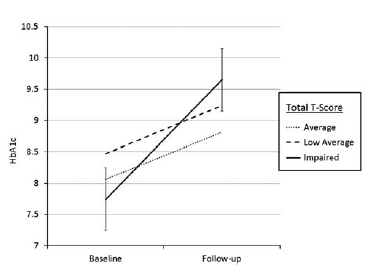 10.5
10
9.5
9
8.5
8
7.5
7
HbA1c
Baseline
Follow-up
Total T-Score
Average
Low Average
Impaired